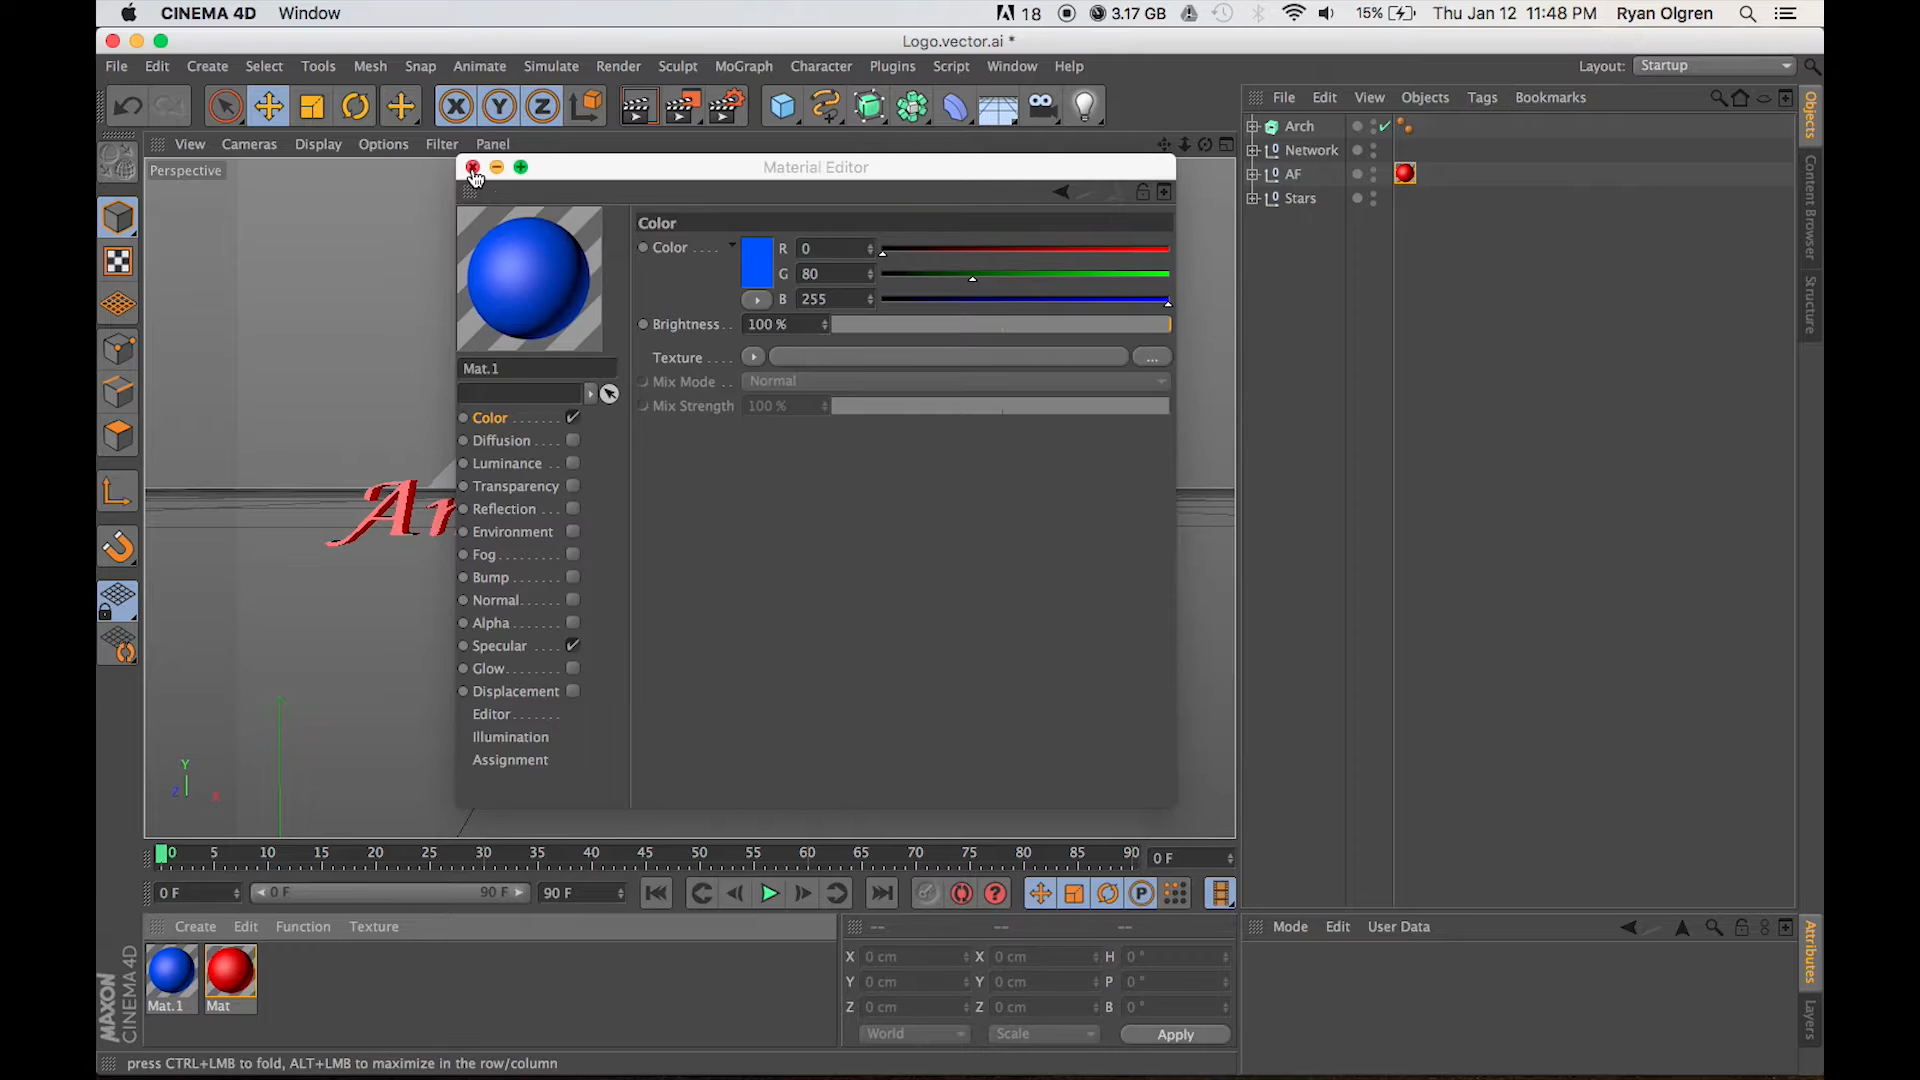 CINEMA 4D Window 18 3.17 GB 15% Thu Jan 12 11:48 PM Ryan Olgren
Logo.vector.ai *
File Edit Create Select Tools Mesh Snap Animate Simulate Render Sculpt MoGraph Character Plugins Script Window Help Layout: Startup
X Y Z
File Edit View Objects Tags Bookmarks
View Cameras Display Options Filter Panel
Perspective
Material Editor
Arch
Network
AF
Stars
Objects
Content Browser
Structure
Color
Color . . . . R 0
G 80
B 255
Brightness . . 100 %
Texture . . . . ...
Mix Mode . . Normal
Mix Strength 100 %
Mat.1
Color . . . . . . .
Diffusion . . . .
Luminance . .
Transparency
Reflection . . .
Environment
Fog . . . . . . . .
Bump . . . . . . .
Normal . . . . . .
Alpha . . . . . . .
Specular . . . .
Glow . . . . . . .
Displacement
Editor . . . . . . .
Illumination
Assignment
Ar
Y
Z X
0 5 10 15 20 25 30 35 40 45 50 55 60 65 70 75 80 85 90 0 F
0 F 0 F 90 F 90 F
? P
Create Edit Function Texture
-- -- --
Mode Edit User Data
X 0 cm X 0 cm H 0 °
Y 0 cm Y 0 cm P 0 °
Z 0 cm Z 0 cm B 0 °
World Scale Apply
Mat.1 Mat
MAXON
CINEMA 4D
Attributes
Layers
press CTRL+LMB to fold, ALT+LMB to maximize in the row/column